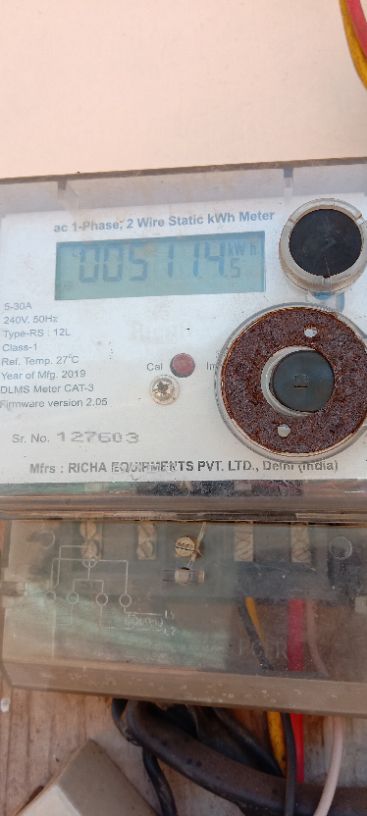 ac 1-Phase, 2 Wire Static kWh Meter
005114.5 kWh
5-30A
240V, 50Hz
Type-RS : 12L
Class-1
Ref. Temp. 27°C
Year of Mfg. 2019
DLMS Meter CAT-3
Firmware version 2.05
Cal
Sr. No. 127603
Mfrs : RICHA EQUIPMENTS PVT. LTD., Delhi (India)